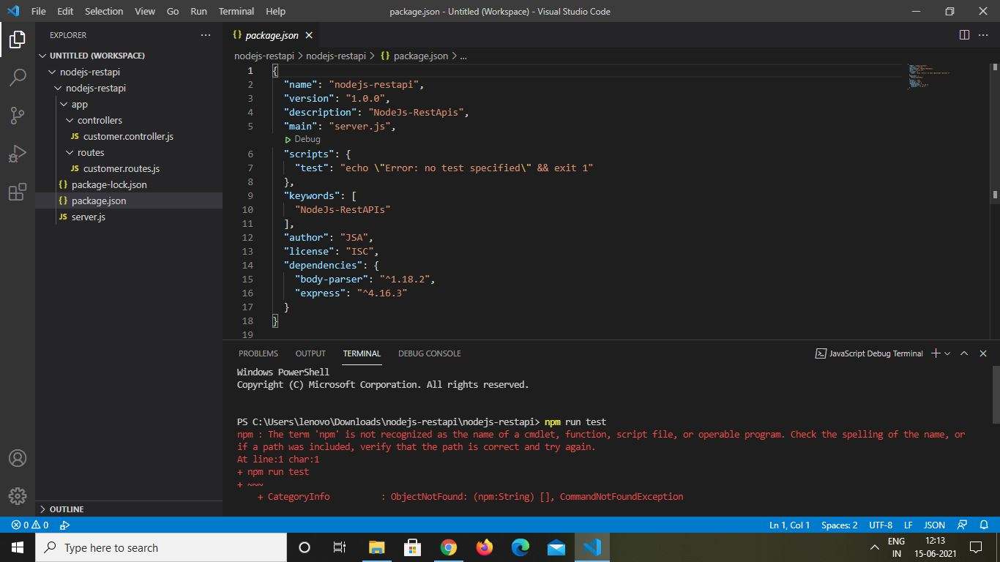 File Edit Selection View Go Run Terminal Help package.json - Untitled (Workspace) - Visual Studio Code
EXPLORER
UNTITLED (WORKSPACE)
nodejs-restapi
nodejs-restapi
app
controllers
JS customer.controller.js
routes
JS customer.routes.js
{} package-lock.json
{} package.json
JS server.js
OUTLINE
{} package.json
nodejs-restapi > nodejs-restapi > {} package.json > ...
1 {
2 "name": "nodejs-restapi",
3 "version": "1.0.0",
4 "description": "NodeJs-RestApis",
5 "main": "server.js",
Debug
6 "scripts": {
7 "test": "echo \"Error: no test specified\" && exit 1"
8 },
9 "keywords": [
10 "NodeJs-RestAPIs"
11 ],
12 "author": "JSA",
13 "license": "ISC",
14 "dependencies": {
15 "body-parser": "^1.18.2",
16 "express": "^4.16.3"
17 }
18 }
19
PROBLEMS OUTPUT TERMINAL DEBUG CONSOLE JavaScript Debug Terminal
Windows PowerShell
Copyright (C) Microsoft Corporation. All rights reserved.
PS C:\Users\lenovo\Downloads\nodejs-restapi\nodejs-restapi> npm run test
npm : The term 'npm' is not recognized as the name of a cmdlet, function, script file, or operable program. Check the spelling of the name, or
if a path was included, verify that the path is correct and try again.
At line:1 char:1
+ npm run test
+ ~~~
+ CategoryInfo : ObjectNotFound: (npm:String) [], CommandNotFoundException
0 0 Ln 1, Col 1 Spaces: 2 UTF-8 LF JSON
Type here to search
ENG 12:13
IN 15-06-2021